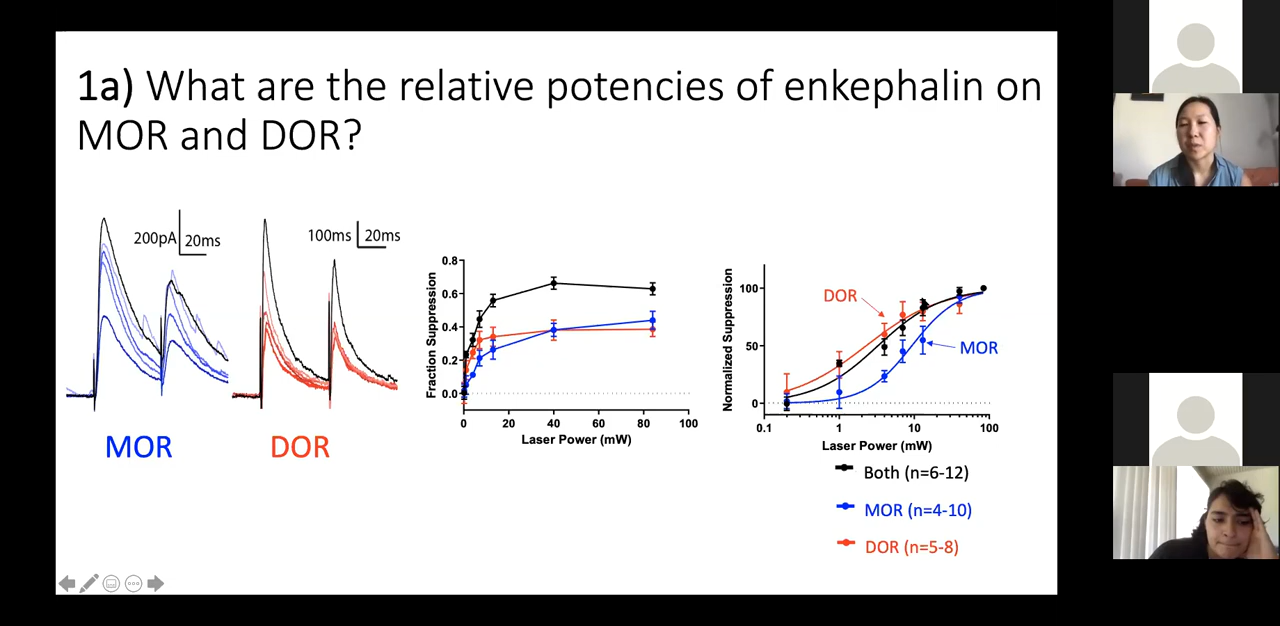 1a) What are the relative potencies of enkephalin on
MOR and DOR?
200pA 20ms
100ms 20ms
MOR
DOR
Fraction Suppression
0.8
0.6
0.4
0.2
0.0
0 20 40 60 80 100
Laser Power (mW)
Normalized Suppression
100
50
0
0.1 1 10 100
Laser Power (mW)
DOR
MOR
Both (n=6-12)
MOR (n=4-10)
DOR (n=5-8)